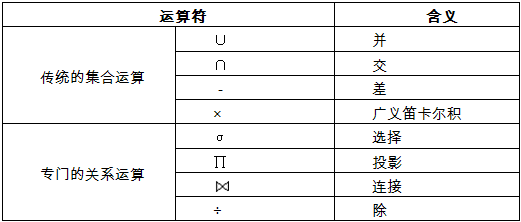 运算符 含义
传统的集合运算 ∪ 并
∩ 交
- 差
× 广义笛卡尔积
专门的关系运算 σ 选择
∏ 投影
⋈ 连接
÷ 除